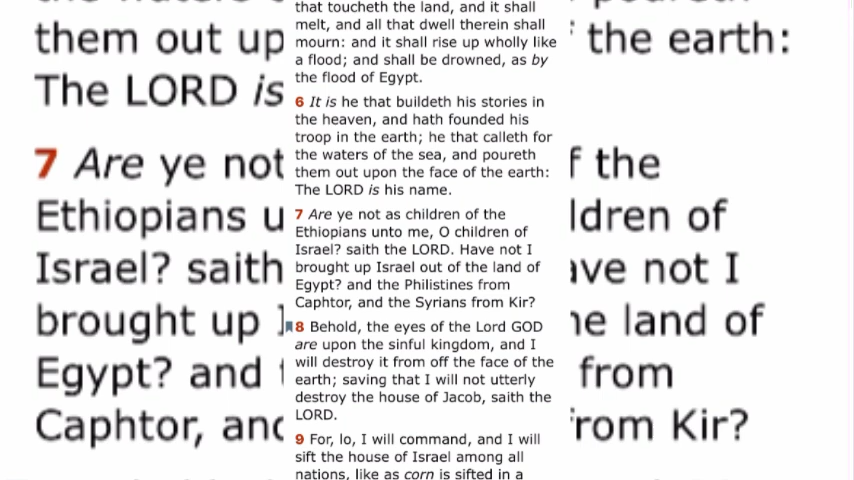 that toucheth the land, and it shall
melt, and all that dwell therein shall
mourn: and it shall rise up wholly like
a flood; and shall be drowned, as by
the flood of Egypt.
6 It is he that buildeth his stories in
the heaven, and hath founded his
troop in the earth; he that calleth for
the waters of the sea, and poureth
them out upon the face of the earth:
The LORD is his name.
7 Are ye not as children of the
Ethiopians unto me, O children of
Israel? saith the LORD. Have not I
brought up Israel out of the land of
Egypt? and the Philistines from
Caphtor, and the Syrians from Kir?
8 Behold, the eyes of the Lord GOD
are upon the sinful kingdom, and I
will destroy it from off the face of the
earth; saving that I will not utterly
destroy the house of Jacob, saith the
LORD.
9 For, lo, I will command, and I will
sift the house of Israel among all
nations, like as corn is sifted in a
them out up the earth:
The LORD is
7 Are ye not f the
Ethiopians u ldren of
Israel? saith ave not I
brought up he land of
Egypt? and from
Caphtor, and from Kir?